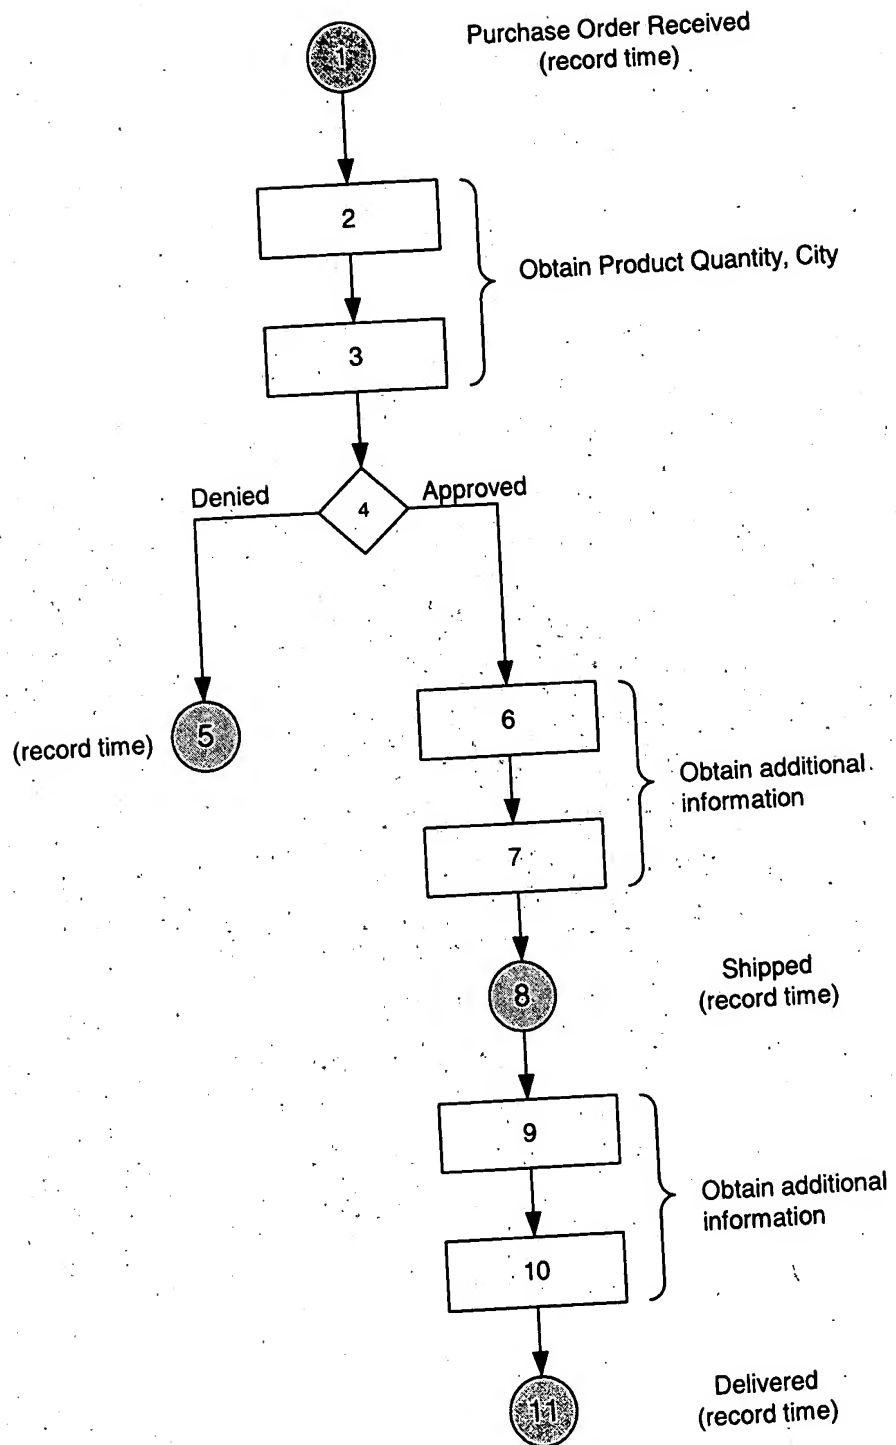 1
Purchase Order Received
(record time)
2
Obtain Product Quantity, City
3
Denied
4
Approved
6
5
(record time)
Obtain additional
information
7
8
Shipped
(record time)
9
Obtain additional
information
10
11
Delivered
(record time)